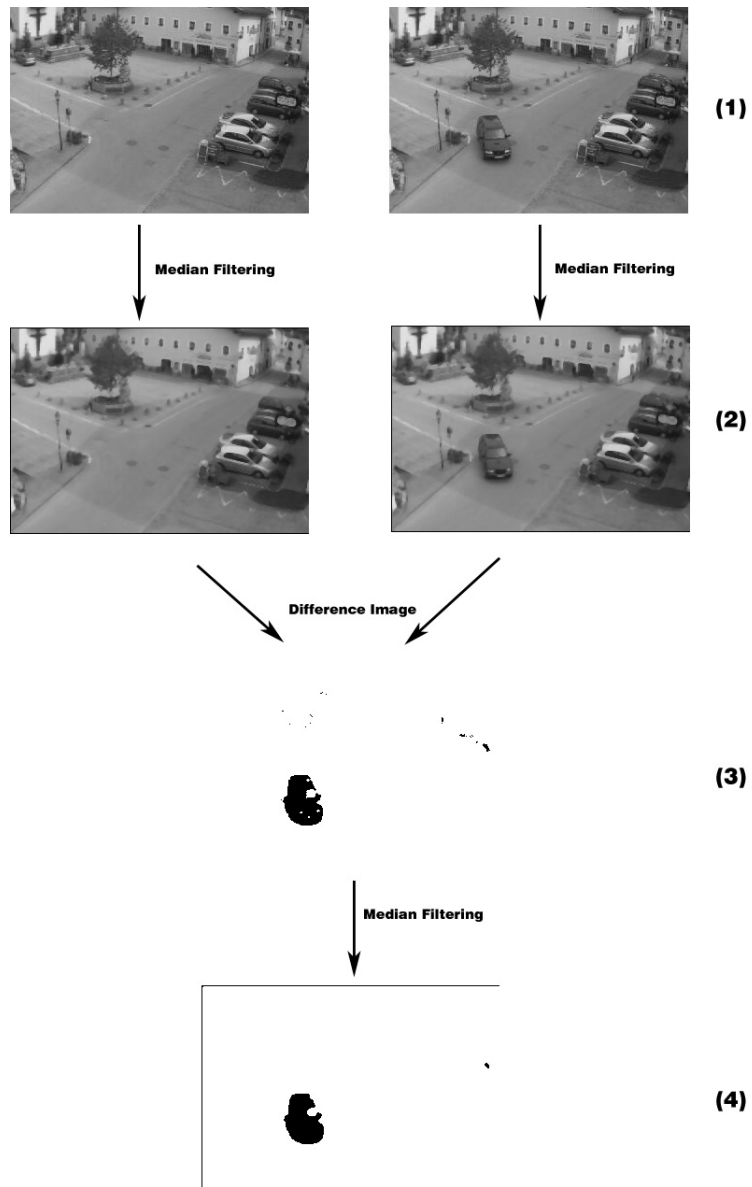 (1)
Median Filtering
Median Filtering
(2)
Difference Image
(3)
Median Filtering
(4)